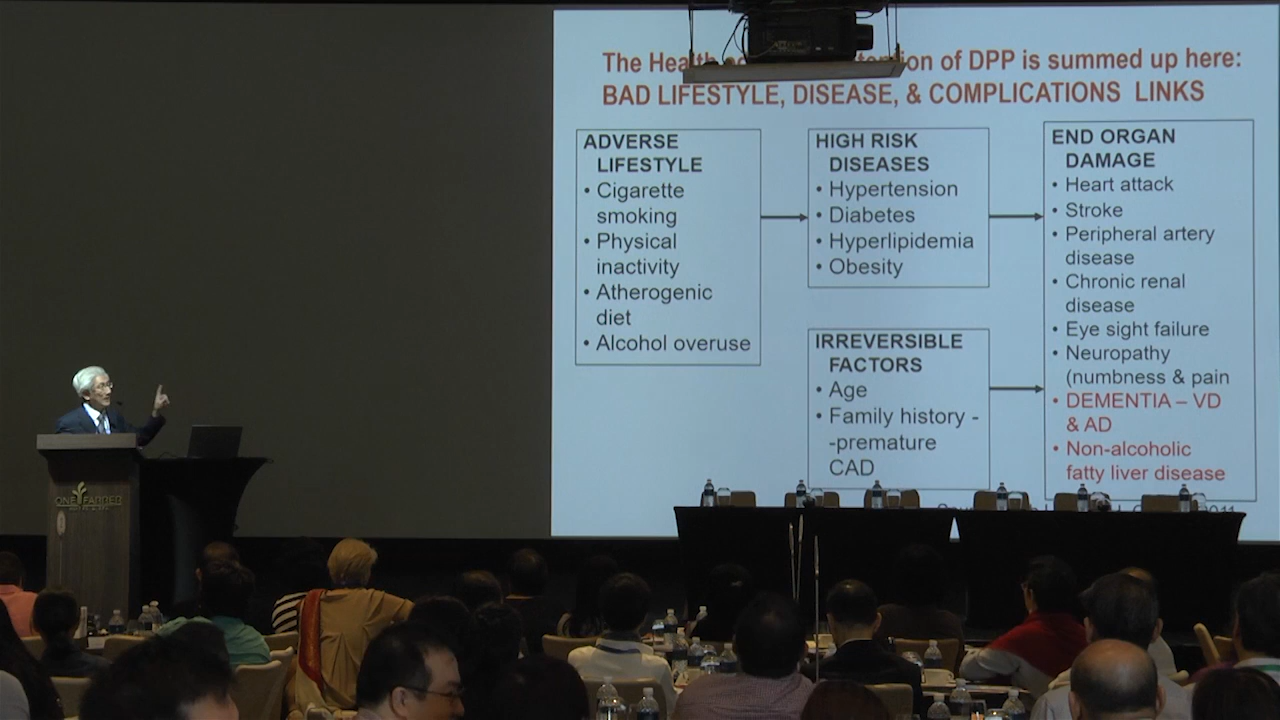 The Hea of DPP is summed up here:
BAD LIFESTYLE, DISEASE, & COMPLICATIONS LINKS
ADVERSE
LIFESTYLE
• Cigarette
smoking
• Physical
inactivity
• Atherogenic
diet
• Alcohol overuse
HIGH RISK
DISEASES
• Hypertension
• Diabetes
• Hyperlipidemia
• Obesity
IRREVERSIBLE
FACTORS
• Age
• Family history -
-premature
CAD
END ORGAN
DAMAGE
• Heart attack
• Stroke
• Peripheral artery
disease
• Chronic renal
disease
• Eye sight failure
• Neuropathy
(numbness & pain
• DEMENTIA – VD
& AD
• Non-alcoholic
fatty liver disease
ONE FARRER